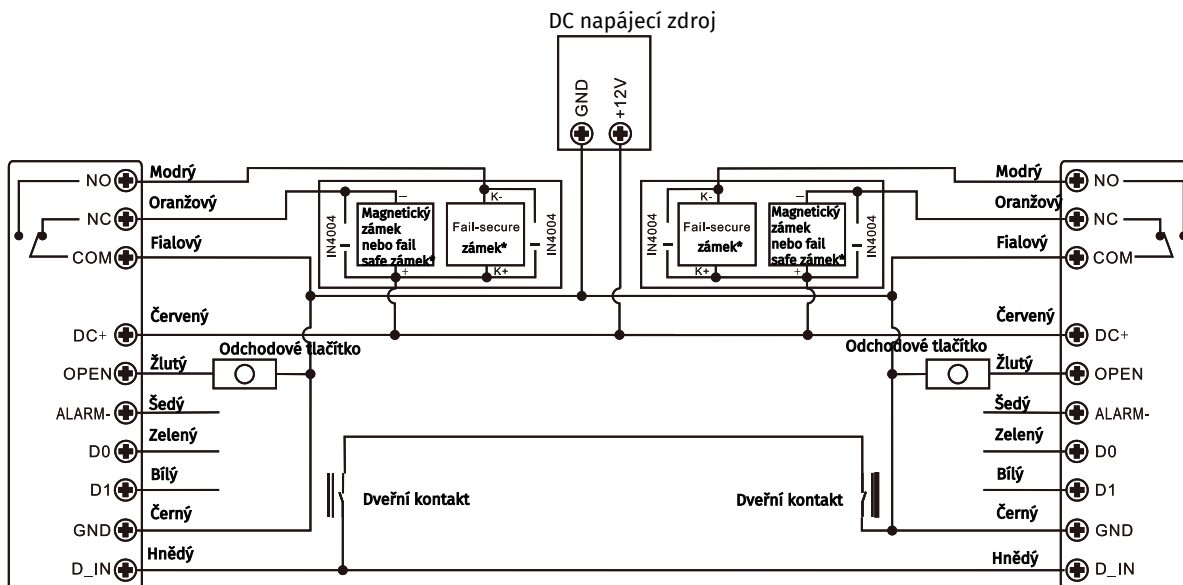 DC napájecí zdroj
GND
+12V
NO
Modrý
NC
Oranžový
COM
Fialový
DC+
Červený
OPEN
Žlutý
Odchodové tlačítko
ALARM-
Šedý
D0
Zelený
D1
Bílý
GND
Černý
D_IN
Hnědý
IN4004
–
Magnetický
zámek
nebo fail
safe zámek*
+
K-
Fail-secure
zámek*
K+
IN4004
IN4004
K-
Fail-secure
zámek*
K+
–
Magnetický
zámek
nebo fail
safe zámek*
+
IN4004
Dveřní kontakt
Dveřní kontakt
Modrý
NO
Oranžový
NC
Fialový
COM
Červený
DC+
Odchodové tlačítko
Žlutý
OPEN
Šedý
ALARM-
Zelený
D0
Bílý
D1
Černý
GND
Hnědý
D_IN